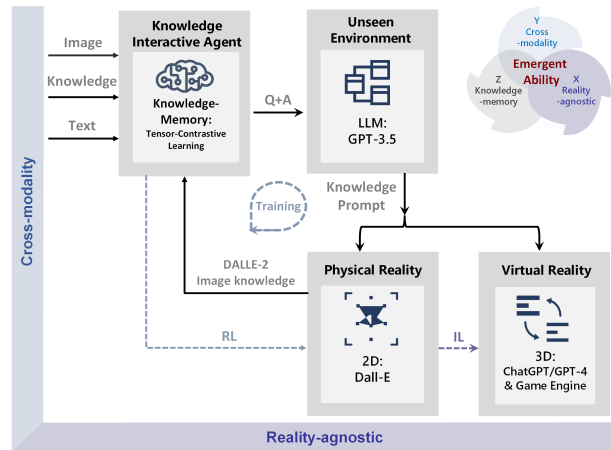 Knowledge
Interactive Agent
Unseen
Environment
Y
Cross
-modality
Emergent
Ability
Z
Knowledge
-memory
X
Reality
-agnostic
Image
Knowledge
Text
Knowledge-
Memory:
Tensor-Contrastive
Learning
Q+A
LLM:
GPT-3.5
Cross-modality
Training
Knowledge
Prompt
DALLE-2
Image knowledge
Physical Reality
Virtual Reality
RL
2D:
Dall-E
IL
3D:
ChatGPT/GPT-4
& Game Engine
Reality-agnostic